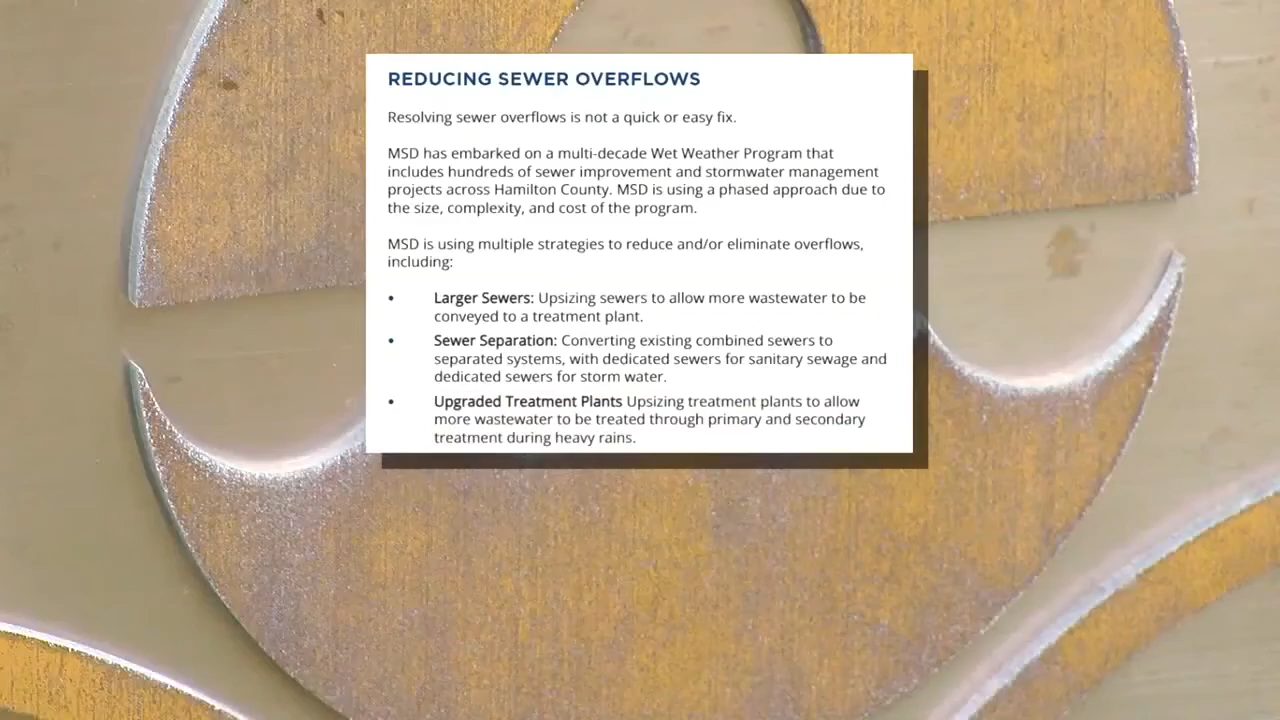 REDUCING SEWER OVERFLOWS
Resolving sewer overflows is not a quick or easy fix.
MSD has embarked on a multi-decade Wet Weather Program that
includes hundreds of sewer improvement and stormwater management
projects across Hamilton County. MSD is using a phased approach due to
the size, complexity, and cost of the program.
MSD is using multiple strategies to reduce and/or eliminate overflows,
including:
• Larger Sewers: Upsizing sewers to allow more wastewater to be
conveyed to a treatment plant.
• Sewer Separation: Converting existing combined sewers to
separated systems, with dedicated sewers for sanitary sewage and
dedicated sewers for storm water.
• Upgraded Treatment Plants Upsizing treatment plants to allow
more wastewater to be treated through primary and secondary
treatment during heavy rains.